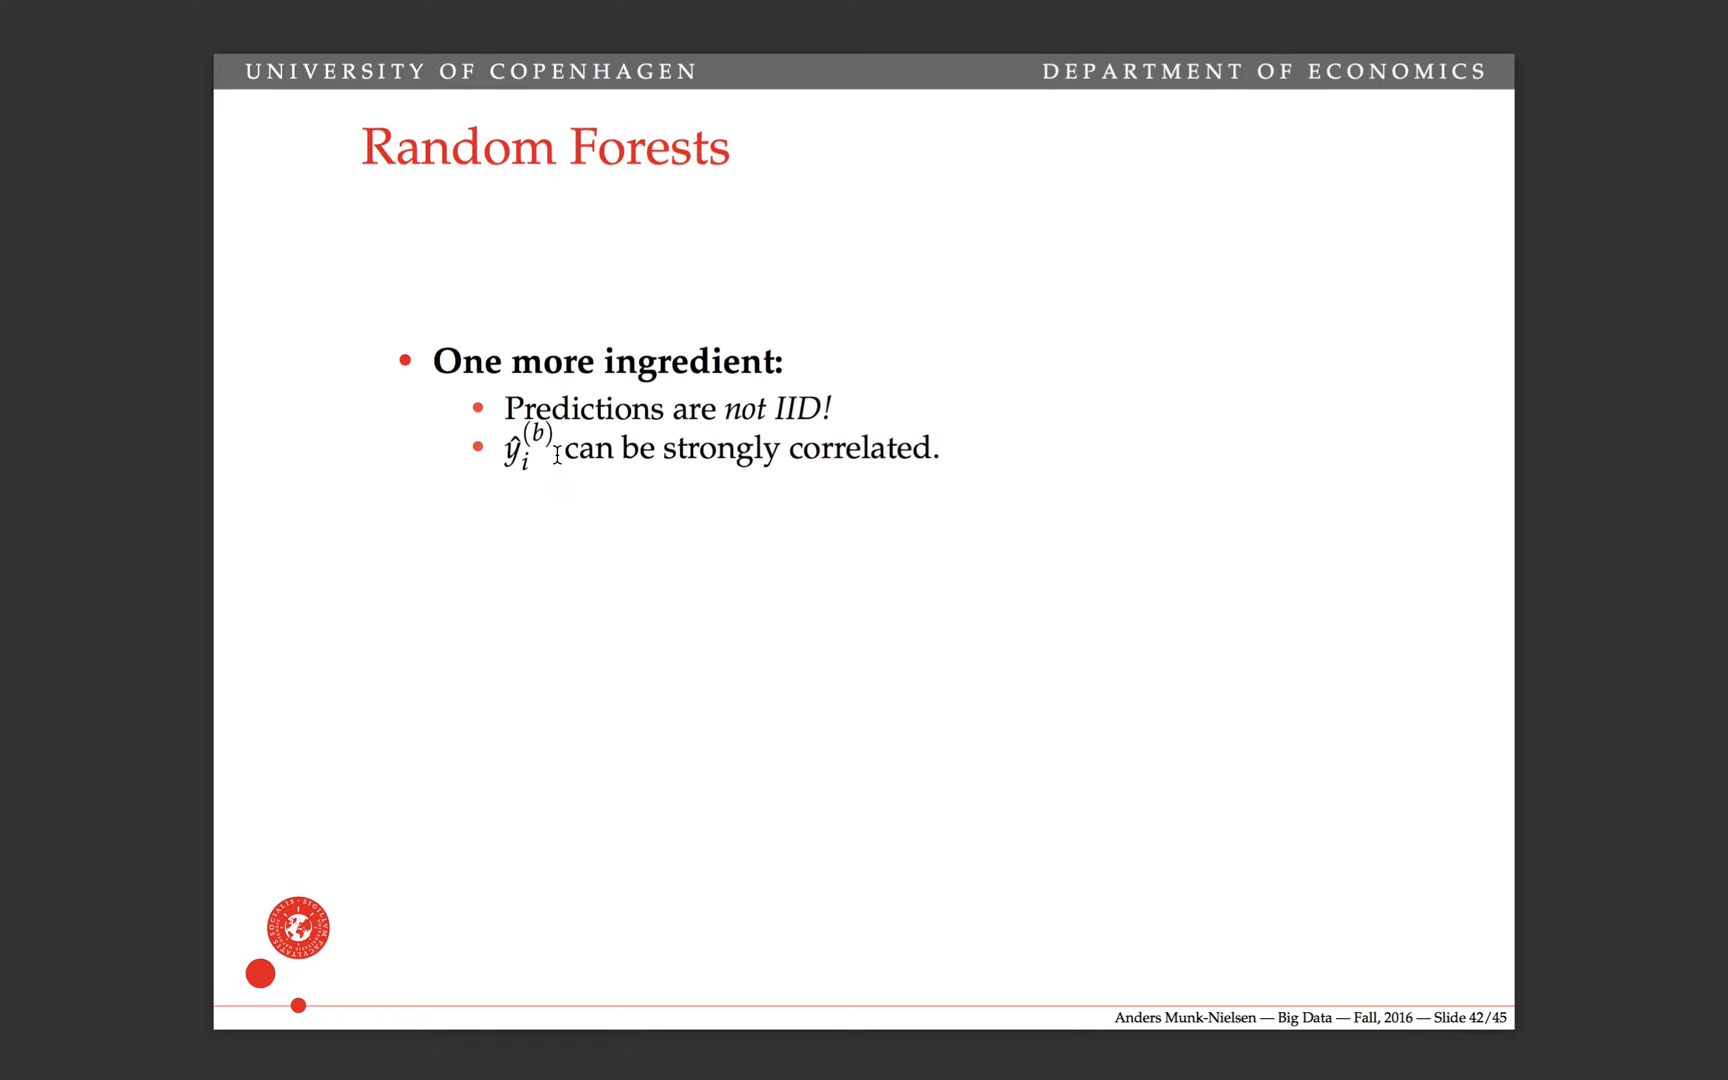 UNIVERSITY OF COPENHAGEN
DEPARTMENT OF ECONOMICS
Random Forests
• One more ingredient:
• Predictions are not IID!
• ŷ_i^(b) can be strongly correlated.
Anders Munk-Nielsen — Big Data — Fall, 2016 — Slide 42/45